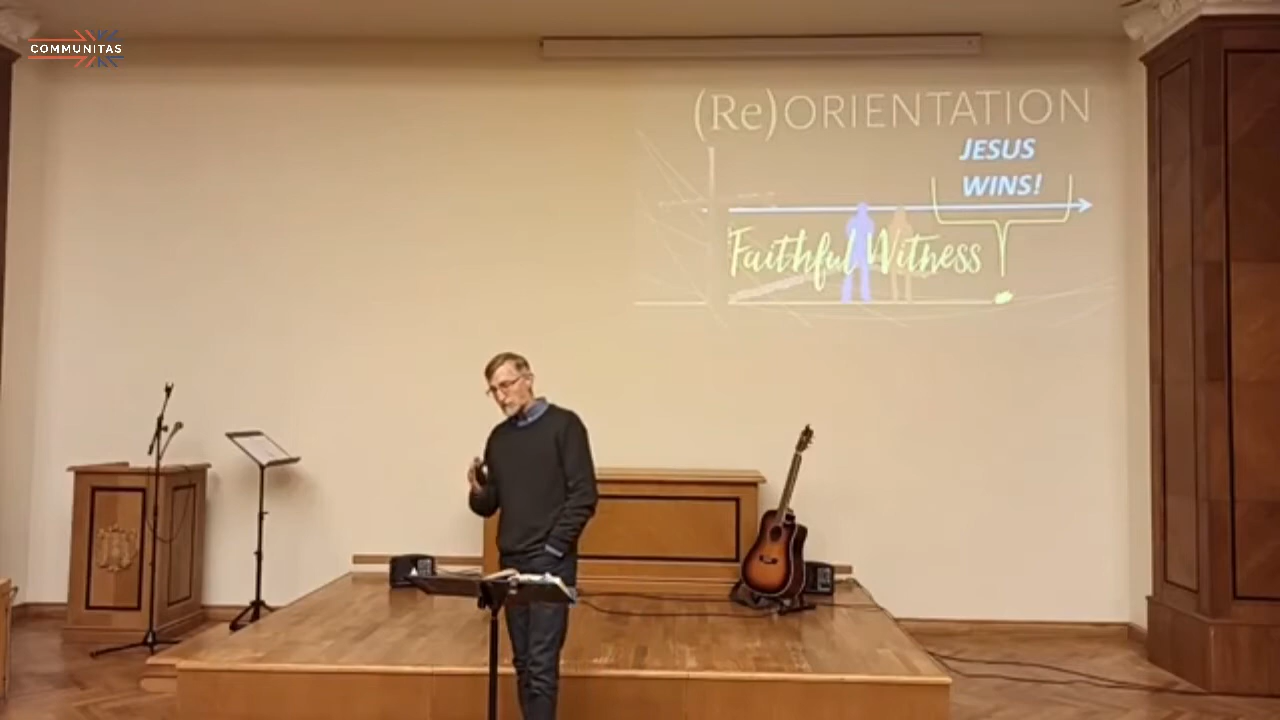 COMMUNITAS
(Re)ORIENTATION
JESUS
WINS!
Faithful Witness